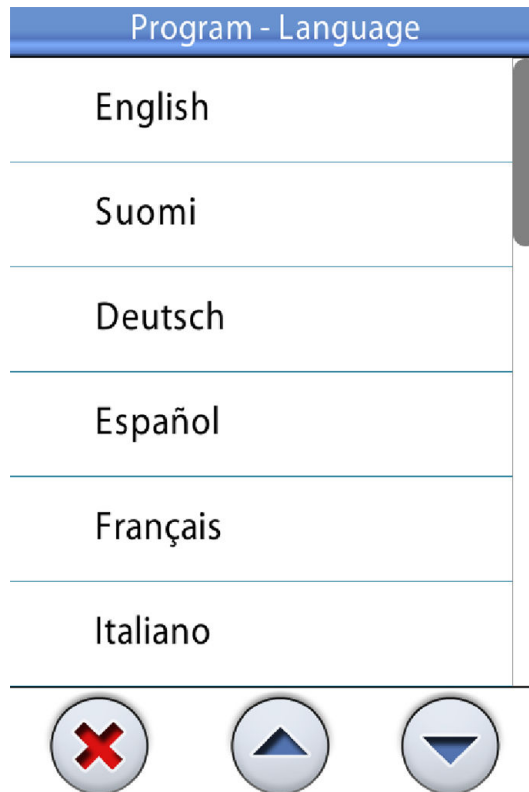 Program - Language
English
Suomi
Deutsch
Español
Français
Italiano